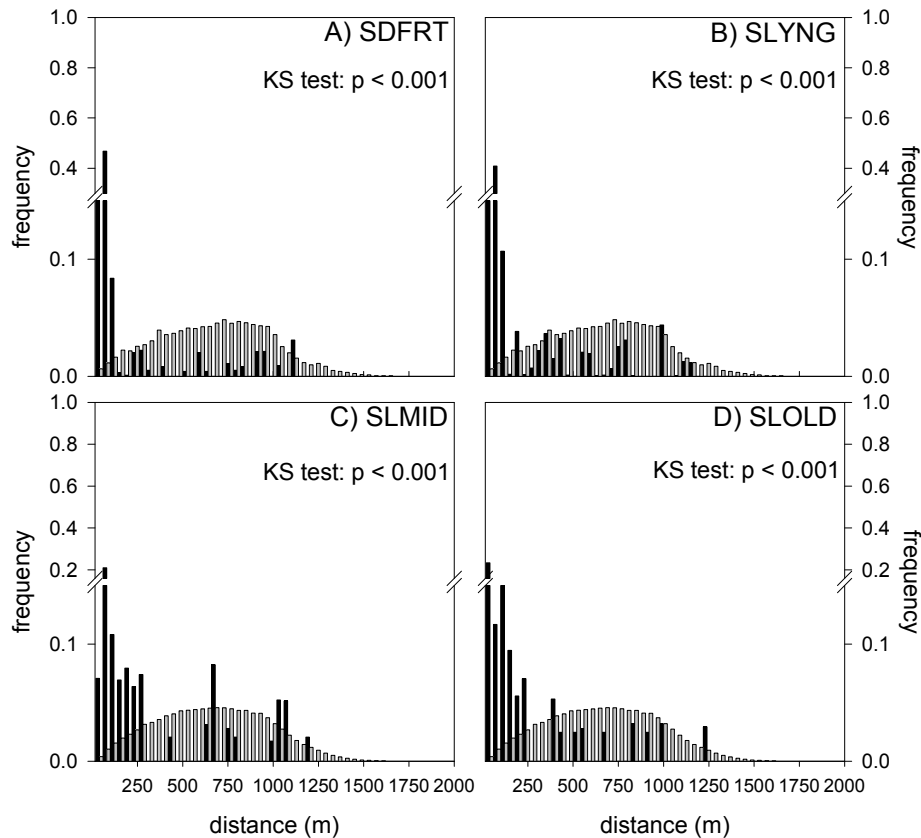 A) SDFRT
KS test: p < 0.001
1.0
0.8
0.6
0.4
0.1
0.0
frequency
B) SLYNG
KS test: p < 0.001
1.0
0.8
0.6
0.4
0.1
0.0
frequency
C) SLMID
KS test: p < 0.001
1.0
0.8
0.6
0.4
0.2
0.1
0.0
frequency
250 500 750 1000 1250 1500 1750 2000
distance (m)
D) SLOLD
KS test: p < 0.001
1.0
0.8
0.6
0.4
0.2
0.1
0.0
frequency
250 500 750 1000 1250 1500 1750 2000
distance (m)